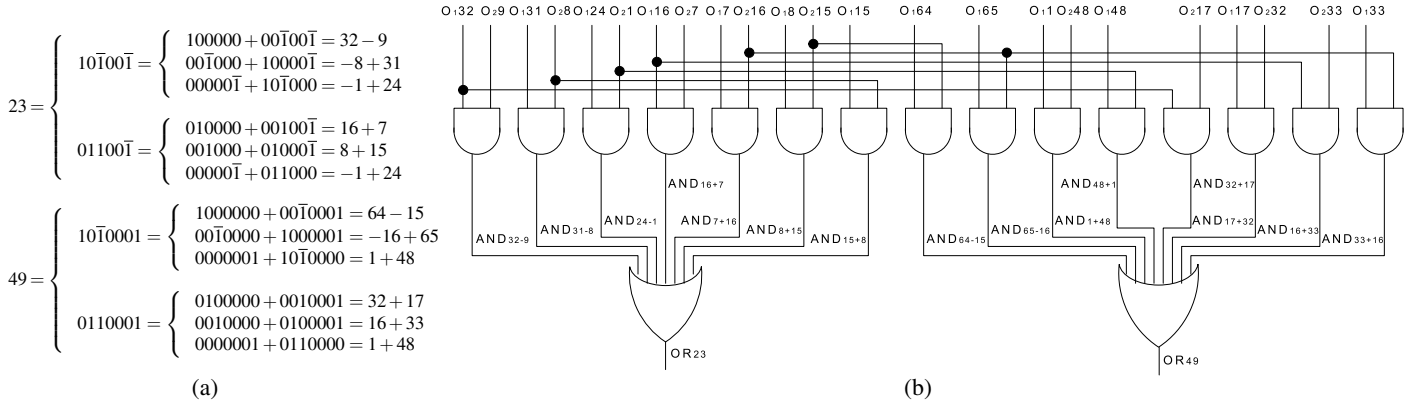 23 = 10̅1̅001̅ = 100000 + 001̅001̅ = 32 − 9
001̅000 + 100001̅ = −8 + 31
000001̅ + 101̅000 = −1 + 24
011001̅ = 010000 + 001001̅ = 16 + 7
001000 + 010001̅ = 8 + 15
000001̅ + 011000 = −1 + 24
49 = 101̅0001 = 1000000 + 001̅0001 = 64 − 15
001̅0000 + 1000001 = −16 + 65
0000001 + 101̅0000 = 1 + 48
0110001 = 0100000 + 0010001 = 32 + 17
0010000 + 0100001 = 16 + 33
0000001 + 0110000 = 1 + 48
(a)
O₁32 O₂9 O₁31 O₂8 O₁24 O₂1 O₁16 O₂7 O₁7 O₂16 O₁8 O₂15 O₁15 O₁64 O₁65 O₁1 O₂48 O₁48 O₂17 O₁17 O₂32 O₂33 O₁33
AND16+7 AND48+1 AND32+17
AND24-1 AND7+16 AND1+48 AND17+32
AND32-9 AND31-8 AND8+15 AND15+8 AND64-15 AND65-16 AND16+33 AND33+16
OR23 OR49
(b)